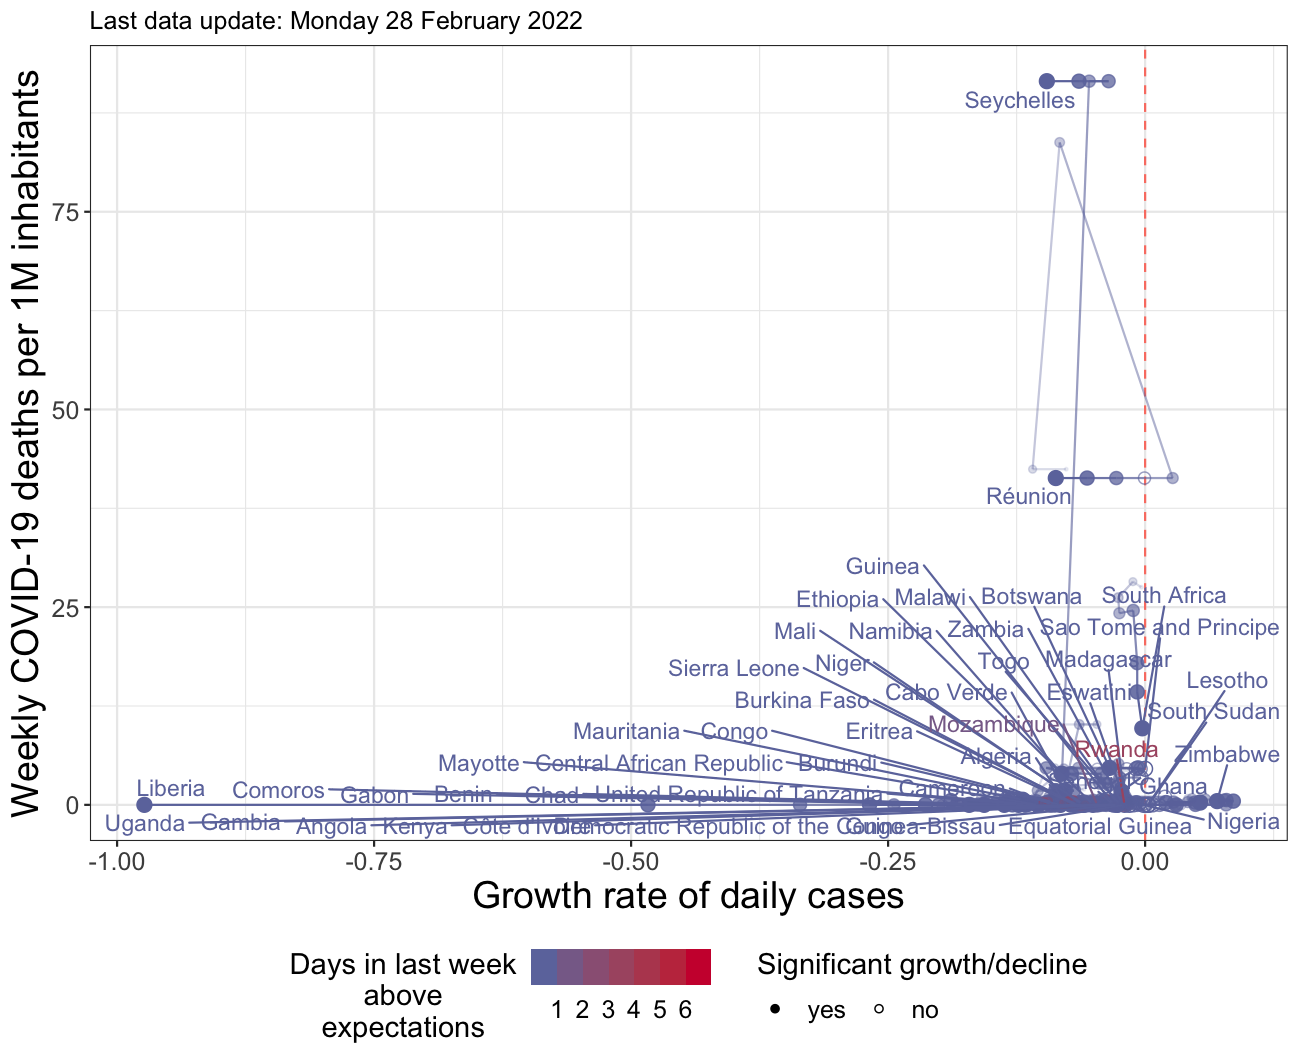 Last data update: Monday 28 February 2022
Weekly COVID-19 deaths per 1M inhabitants
75
50
25
0
Seychelles
Réunion
Guinea
Ethiopia
Malawi
Botswana
South Africa
Mali
Namibia
Zambia
Sao Tome and Principe
Sierra Leone
Niger
Togo
Madagascar
Burkina Faso
Cabo Verde
Eswatini
Lesotho
Mauritania
Congo
Eritrea
Mozambique
South Sudan
Mayotte
Central African Republic
Burundi
Algeria
Rwanda
Zimbabwe
Liberia
Comoros
Gabon
Benin
Chad
United Republic of Tanzania
Cameroon
Ghana
Uganda
Gambia
Angola
Kenya
Côte d'Ivoire
Democratic Republic of the Congo
Guinea-Bissau
Equatorial Guinea
Nigeria
-1.00
-0.75
-0.50
-0.25
0.00
Growth rate of daily cases
Days in last week
above
expectations
1 2 3 4 5 6
Significant growth/decline
yes
no